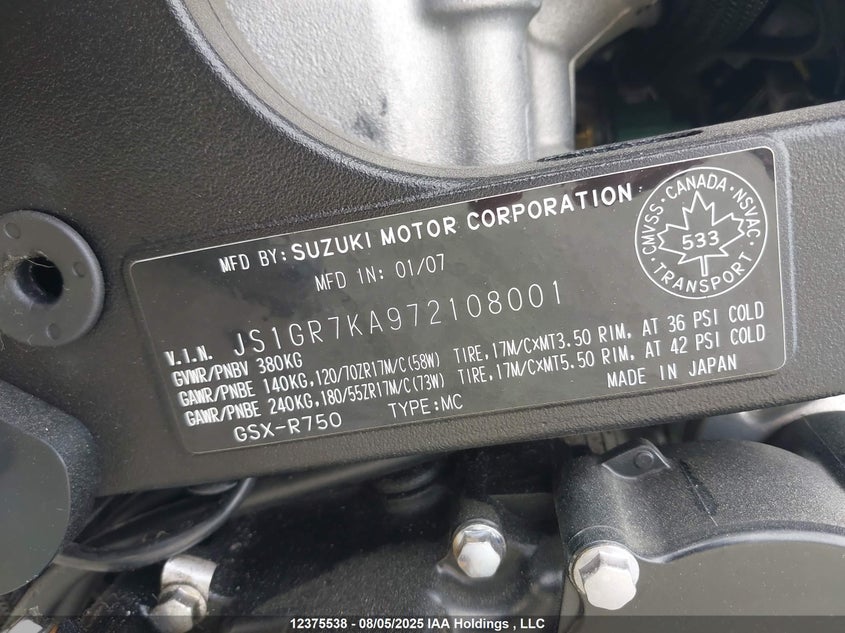 MFD BY: SUZUKI MOTOR CORPORATION
MFD IN: 01/07
V.I.N. JS1GR7KA972108001
GVWR/PNBV 380KG
GAWR/PNBE 140KG,120/70ZR17M/C(58W) TIRE,17M/CXMT3.50 RIM, AT 36 PSI COLD
GAWR/PNBE 240KG,180/55ZR17M/C(73W) TIRE,17M/CXMT5.50 RIM, AT 42 PSI COLD
GSX-R750 TYPE:MC MADE IN JAPAN
CMVSS · CANADA · NSVAC · TRANSPORT
533
12375538 - 08/05/2025 IAA Holdings , LLC